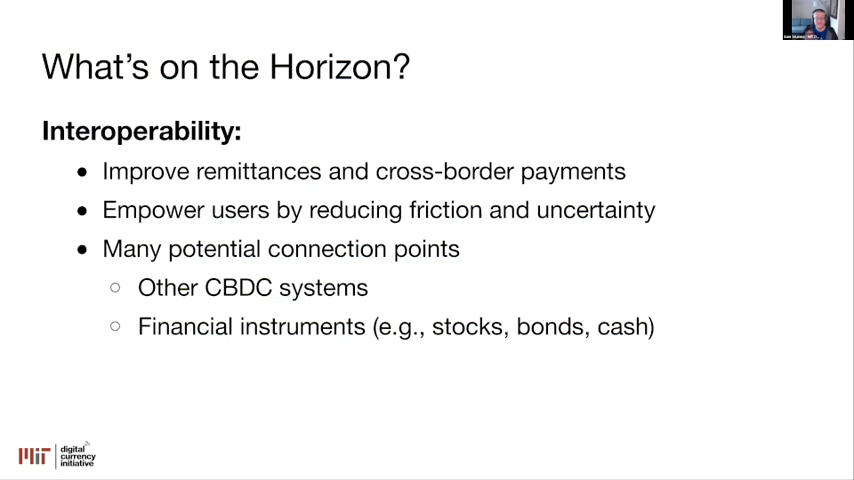 What's on the Horizon?
Interoperability:
● Improve remittances and cross-border payments
● Empower users by reducing friction and uncertainty
● Many potential connection points
○ Other CBDC systems
○ Financial instruments (e.g., stocks, bonds, cash)
MIT
digital
currency
initiative